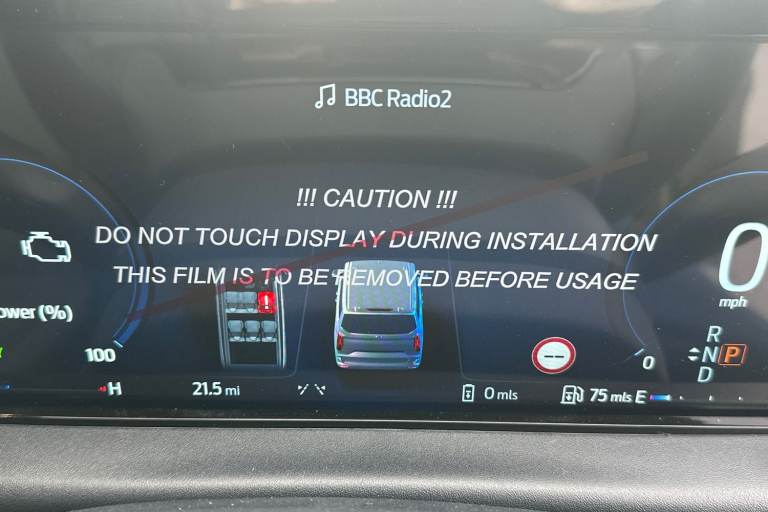 BBC Radio2
!!! CAUTION !!!
DO NOT TOUCH DISPLAY DURING INSTALLATION
THIS FILM IS TO BE REMOVED BEFORE USAGE
ower (%)
100
H
21.5 mi
0 mls
75 mls E
0
0
mph
R
N P
D